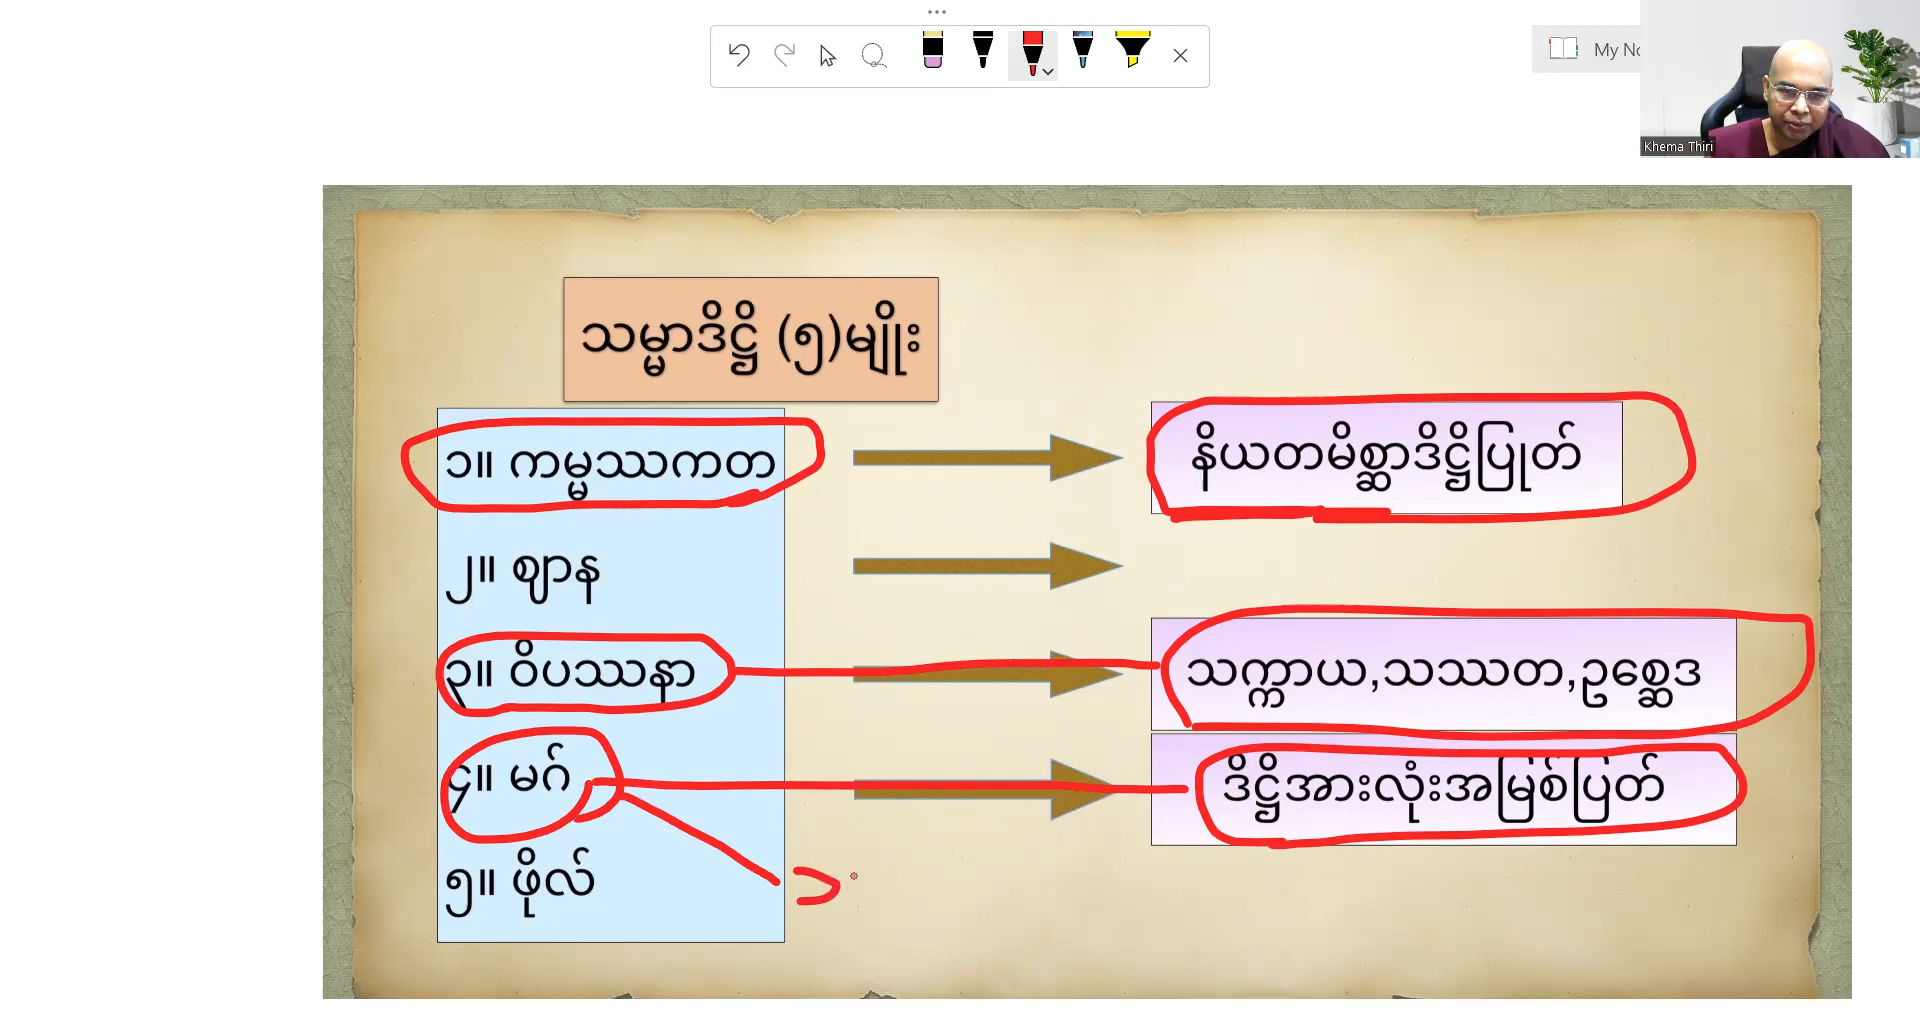 My No
Khema Thiri
သမ္မာဒိဋ္ဌိ (၅)မျိုး
၁။ ကမ္မဿကတ
နိယတမိစ္ဆာဒိဋ္ဌိပြုတ်
၂။ ဈာန
၃။ ဝိပဿနာ
သက္ကာယ,သဿတ,ဥစ္ဆေဒ
၄။ မဂ်
ဒိဋ္ဌိအားလုံးအမြစ်ပြတ်
၅။ ဖိုလ်